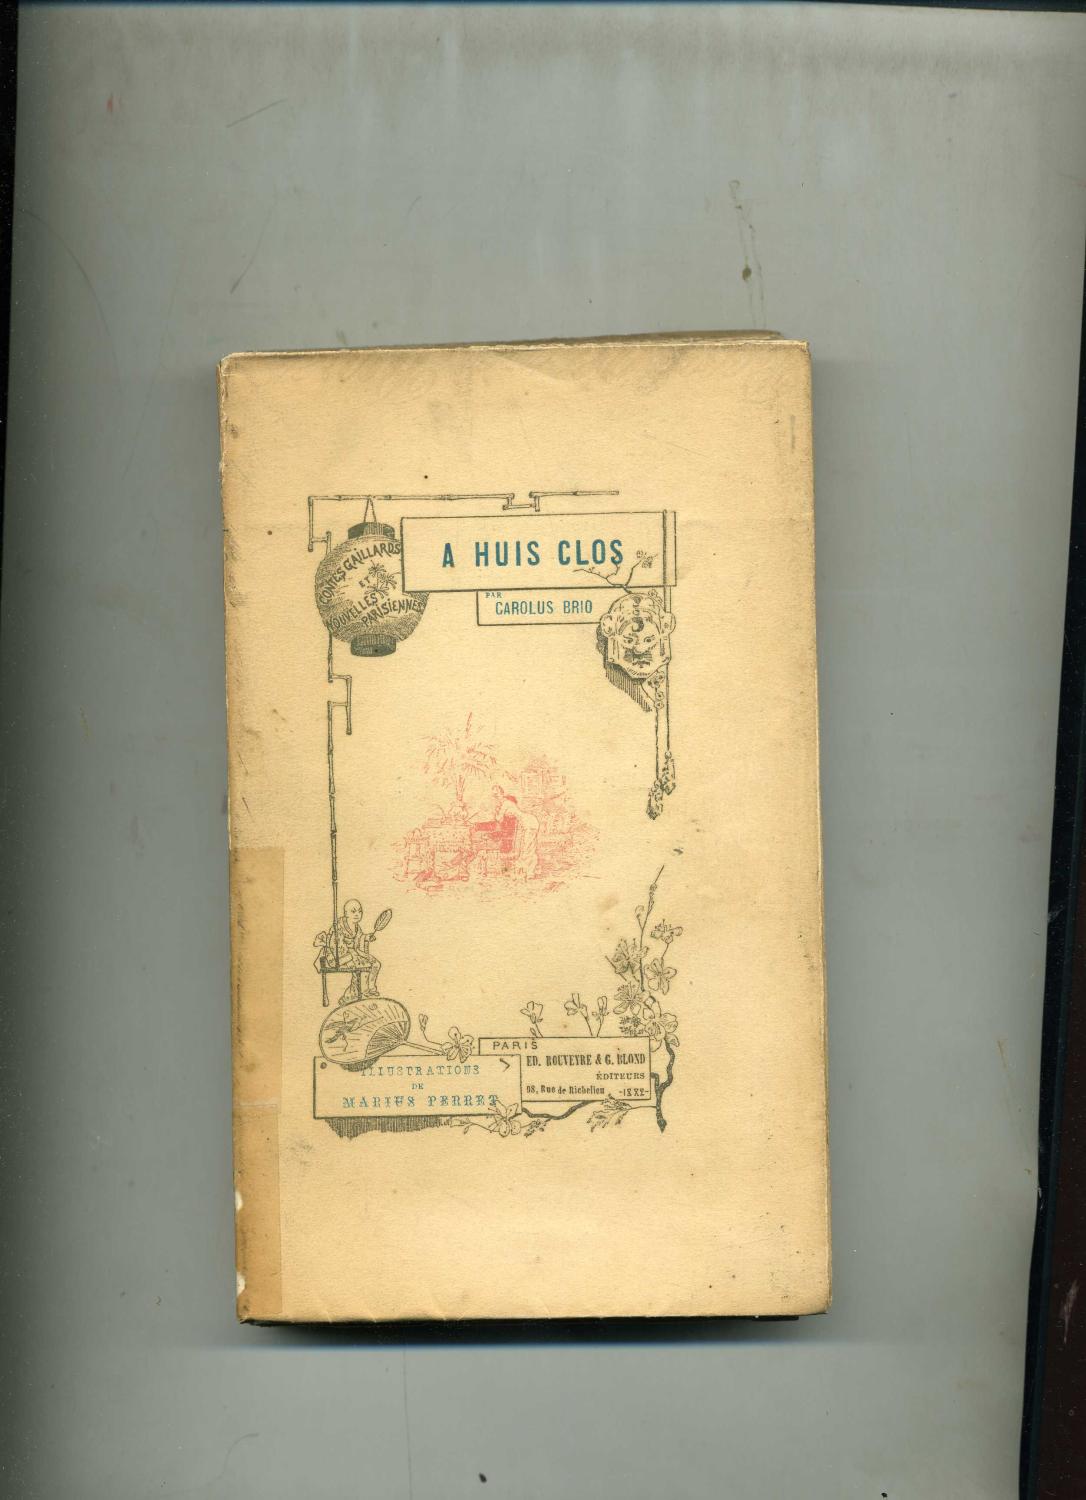 CONTES GAILLARDS
ET
NOUVELLES
PARISIENNES
A HUIS CLOS
PAR
CAROLUS BRIO
ILLUSTRATIONS
DE
MARIUS PERRET
PARIS
ED. ROUVEYRE & G. BLOND
ÉDITEURS
98, Rue de Richelieu -1882-